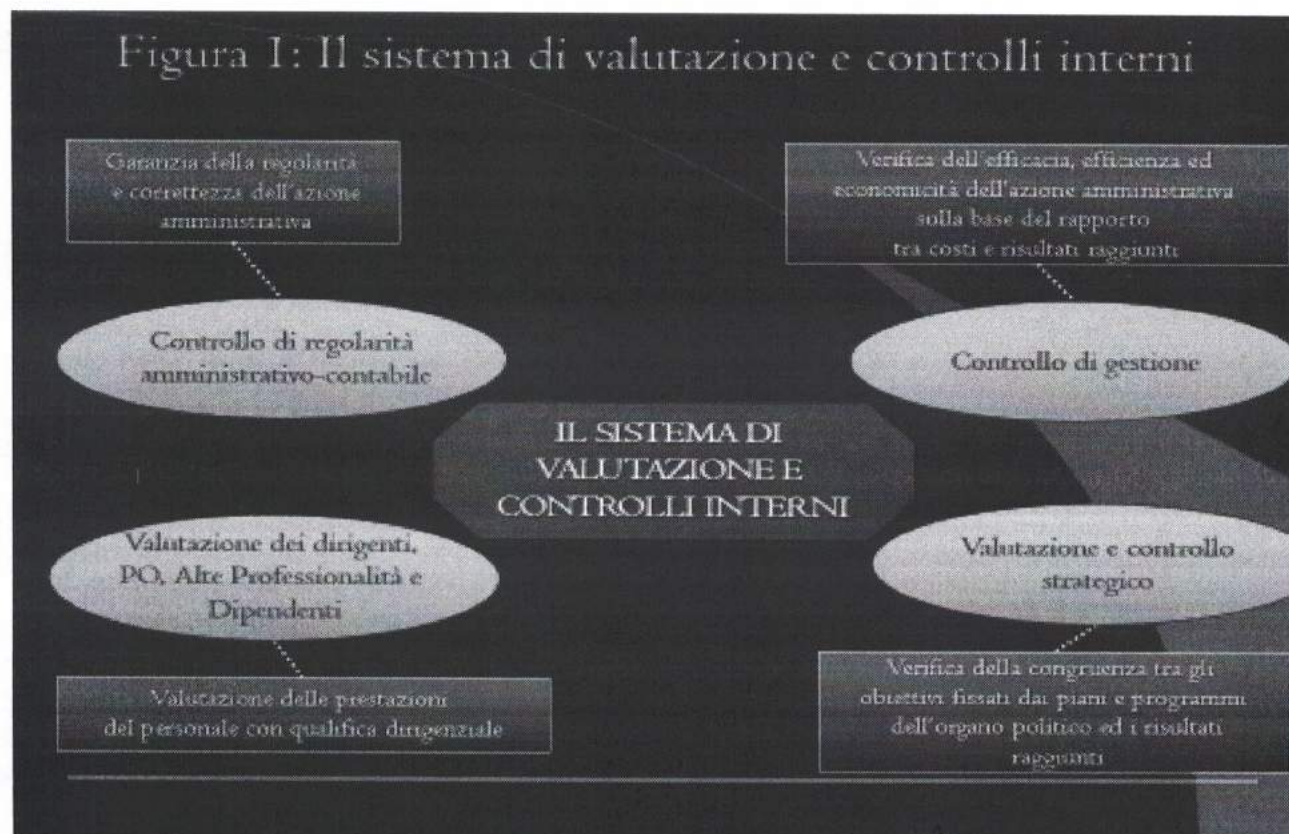 Figura 1: Il sistema di valutazione e controlli interni
Garanzia della regolarità
e correttezza dell'azione
amministrativa
Verifica dell'efficacia, efficienza ed
economicità dell'azione amministrativa
sulla base del rapporto
tra costi e risultati raggiunti
Controllo di regolarità
amministrativo-contabile
Controllo di gestione
IL SISTEMA DI
VALUTAZIONE E
CONTROLLI INTERNI
Valutazione dei dirigenti,
PO, Alte Professionalità e
Dipendenti
Valutazione e controllo
strategico
Valutazione delle prestazioni
del personale con qualifica dirigenziale
Verifica della congruenza tra gli
obiettivi fissati dai piani e programmi
dell'organo politico ed i risultati
raggiunti